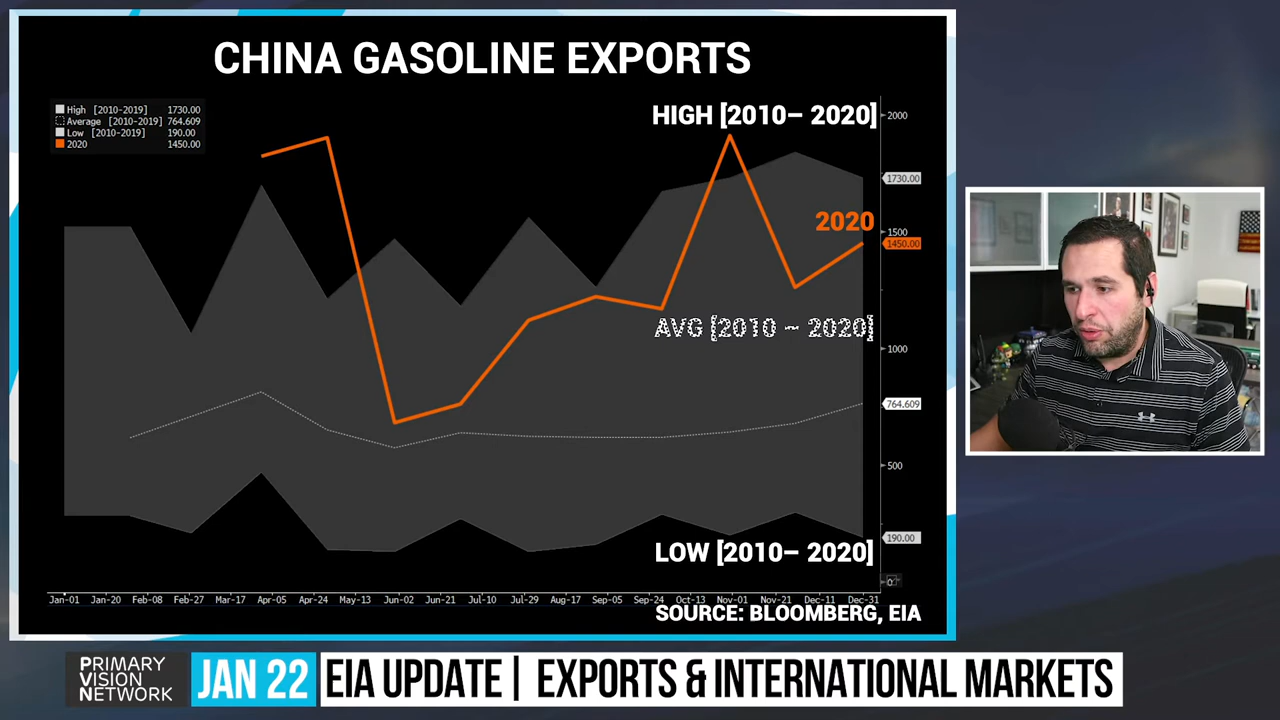 CHINA GASOLINE EXPORTS
High [2010-2019] 1730.00
Average [2010-2019] 764.609
Low [2010-2019] 190.00
2020 1450.00
HIGH [2010– 2020]
2000
1730.00
2020
1500
1450.00
AVG [2010 – 2020]
1000
764.609
500
190.00
LOW [2010– 2020]
0
Jan-01 Jan-20 Feb-08 Feb-27 Mar-17 Apr-05 Apr-24 May-13 Jun-02 Jun-21 Jul-10 Jul-29 Aug-17 Sep-05 Sep-24 Oct-13 Nov-01 Nov-21 Dec-11 Dec-31
SOURCE: BLOOMBERG, EIA
PRIMARY
VISION
NETWORK
JAN 22
EIA UPDATE | EXPORTS & INTERNATIONAL MARKETS